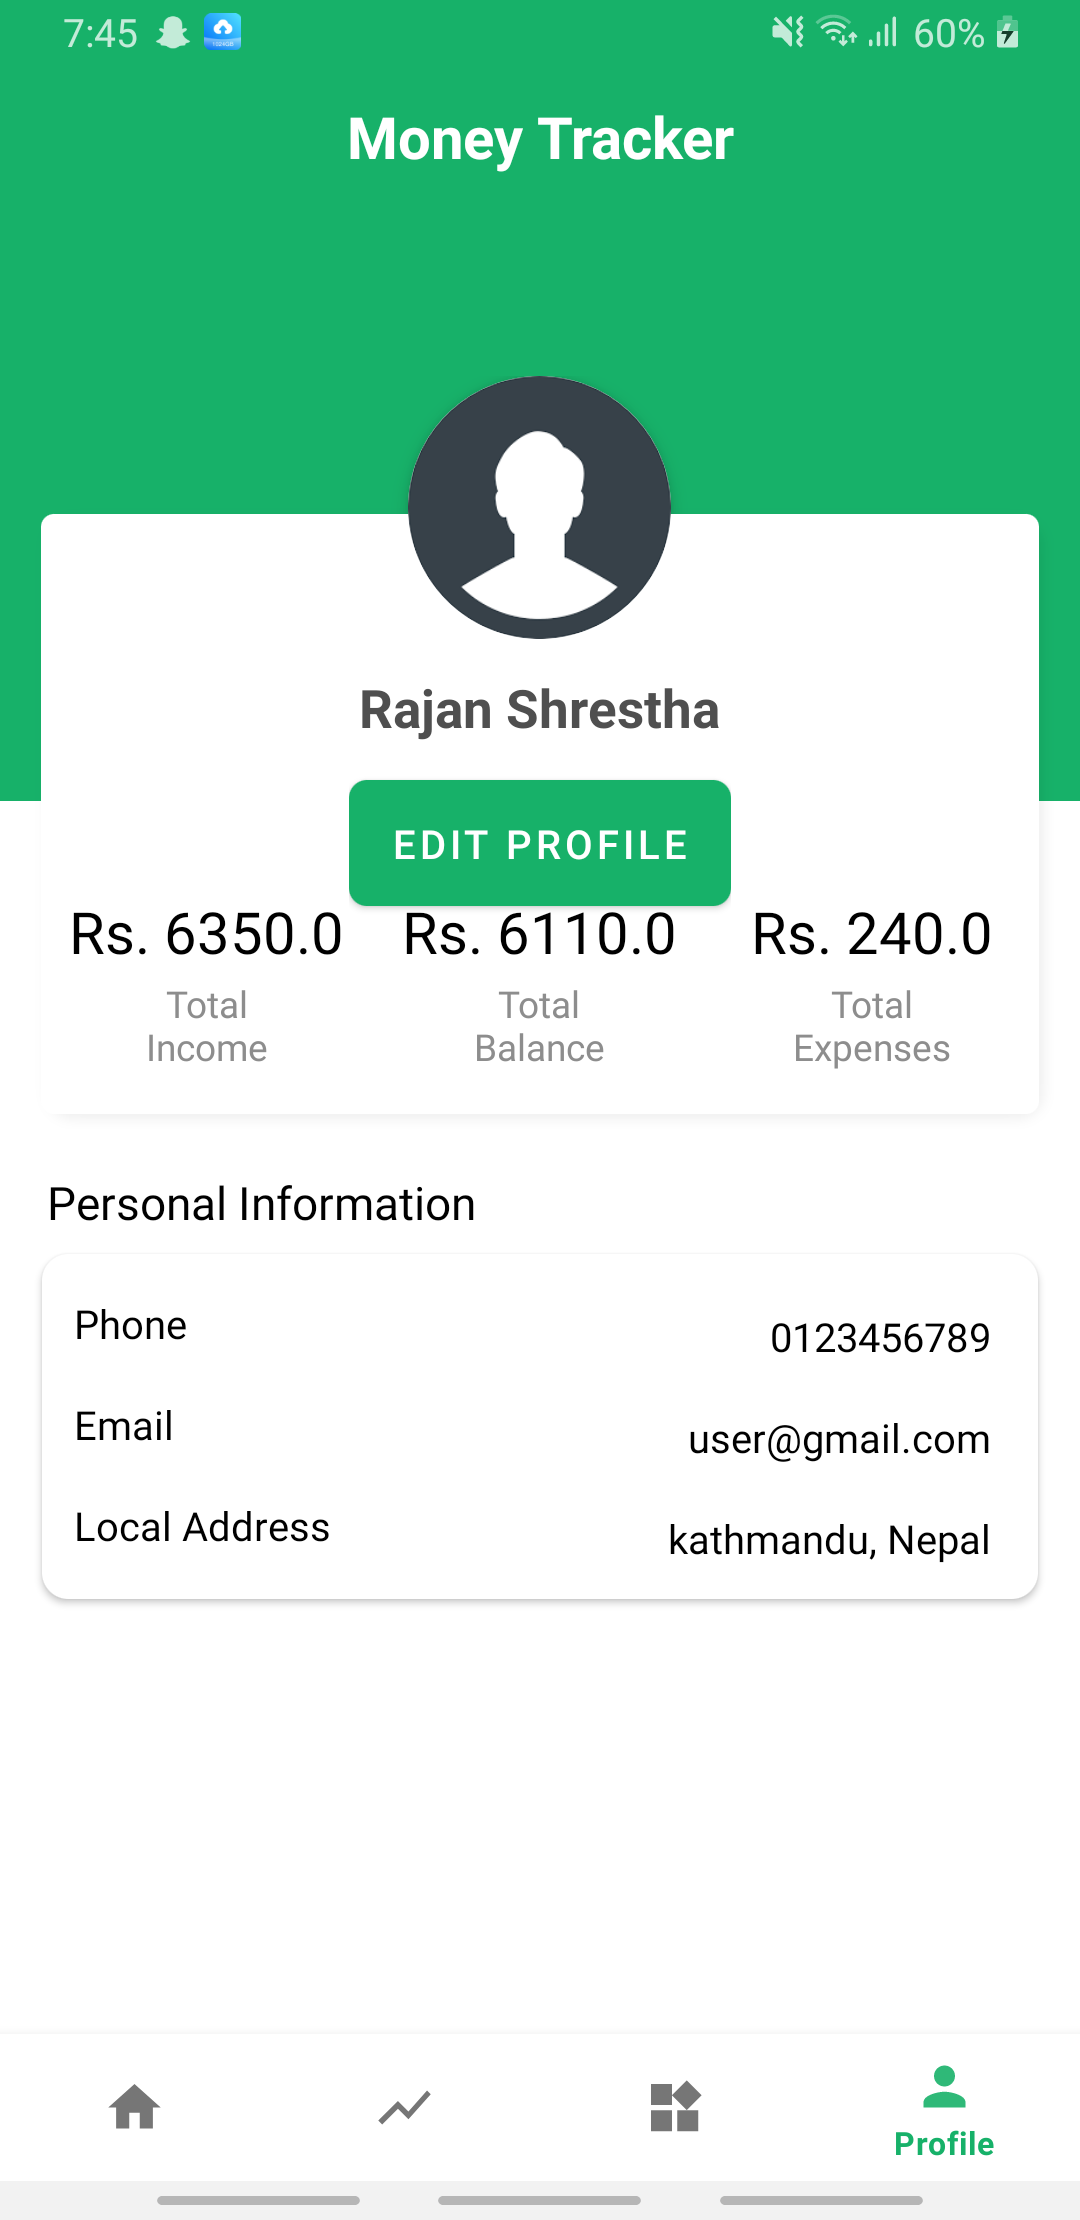 7:45 60%
Money Tracker
Rajan Shrestha
EDIT PROFILE
Rs. 6350.0 Rs. 6110.0 Rs. 240.0
Total Total Total
Income Balance Expenses
Personal Information
Phone 0123456789
Email user@gmail.com
Local Address kathmandu, Nepal
Profile